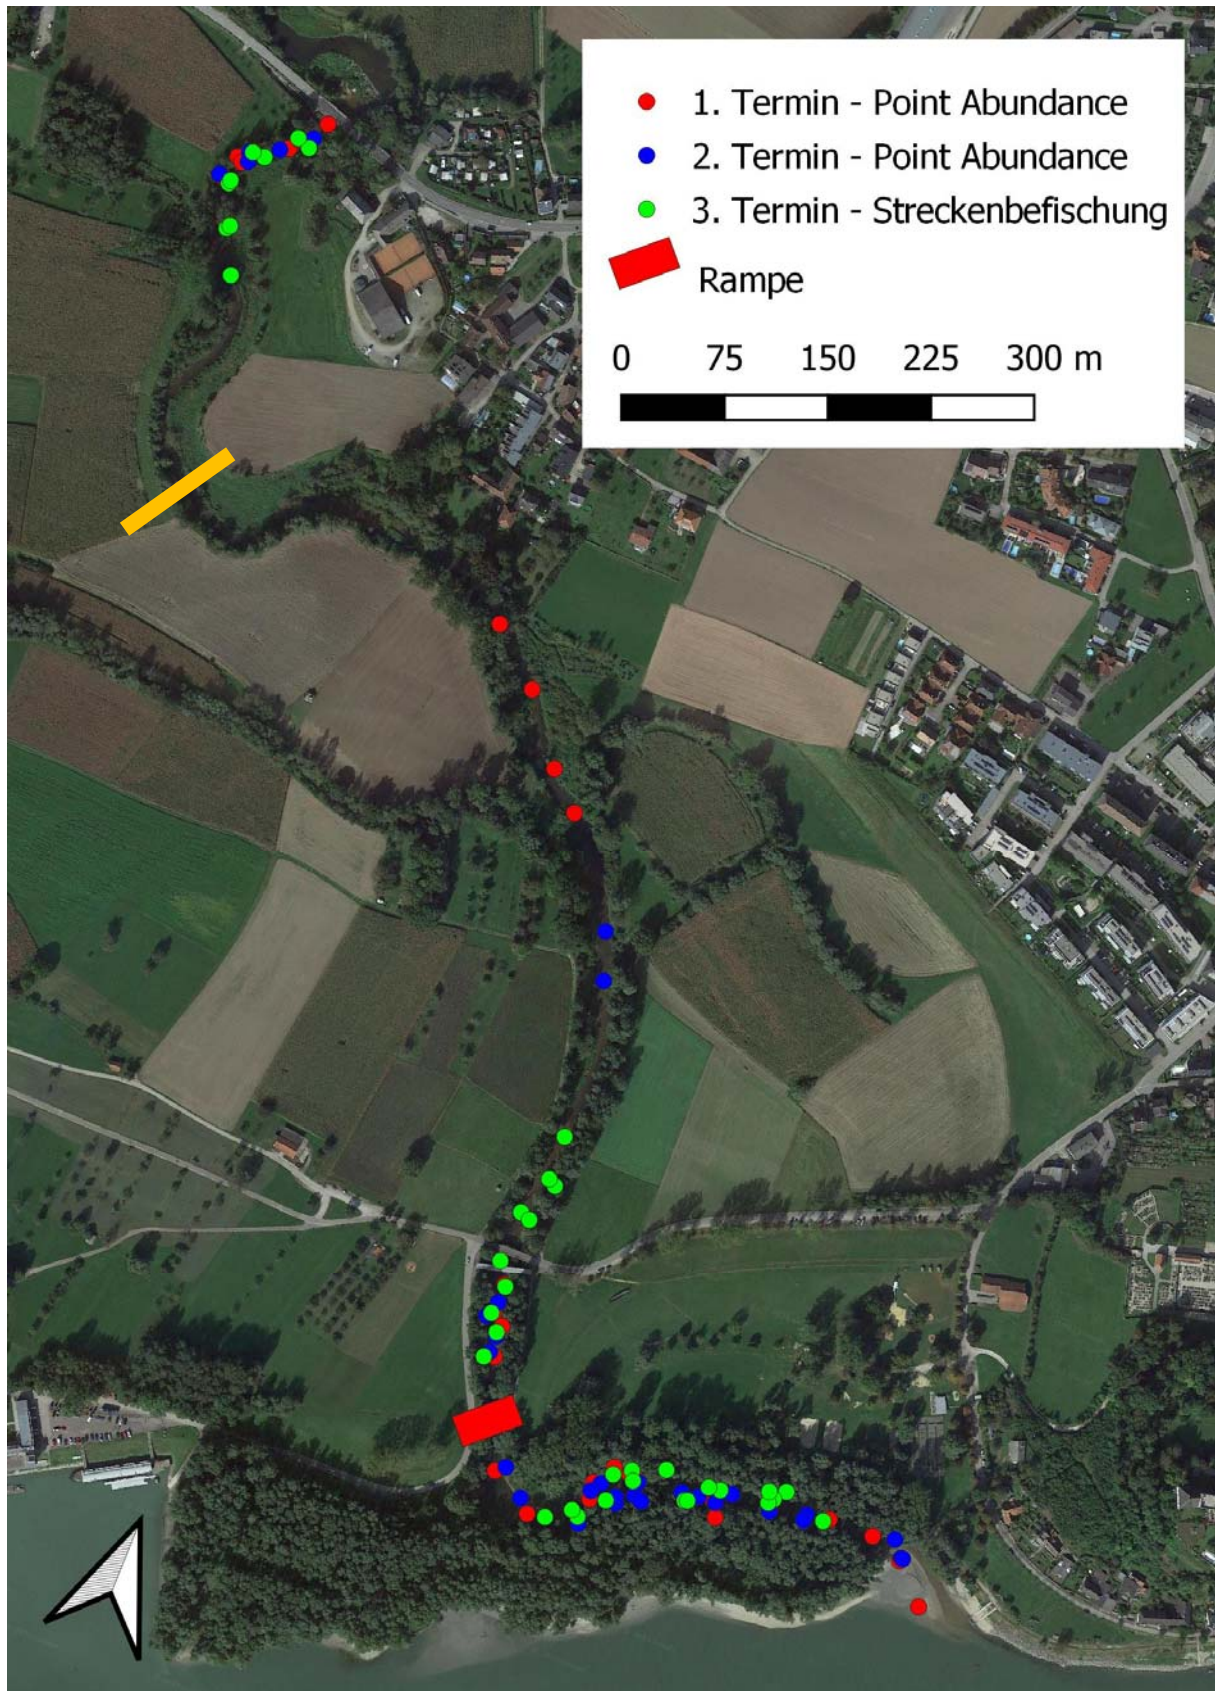 1. Termin - Point Abundance
2. Termin - Point Abundance
3. Termin - Streckenbefischung
Rampe
0 75 150 225 300 m